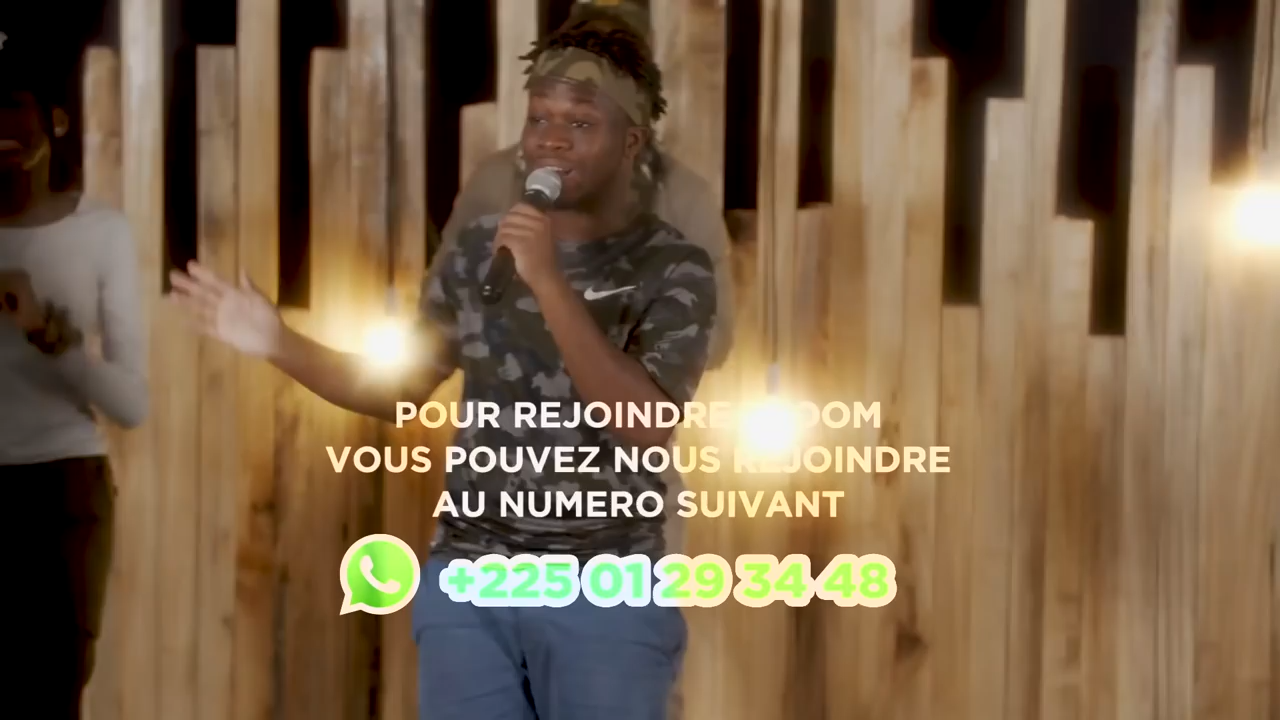 POUR REJOINDRE
VOUS POUVEZ NOUS REJOINDRE
AU NUMERO SUIVANT
+225 01 29 34 48